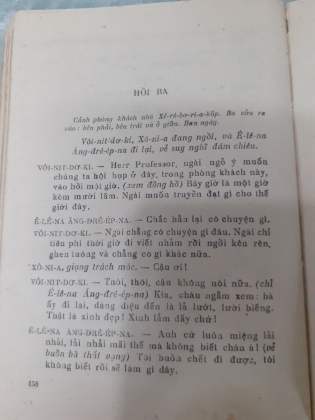 HỒI BA
Cảnh phòng khách nhà Xê-rê-bơ-ri-a-kốp. Ba cửa ra
vào: bên phải, bên trái và ở giữa. Ban ngày.
Vôi-nit-dơ-ki, Xô-ni-a đang ngồi, và Ê-lê-na
Ăng-đrê-ép-na đi lại, vẻ suy nghĩ đăm chiêu.
VÔI-NIT-DƠ-KI. — Herr Professor, ngài ngỏ ý muốn
chúng ta hội họp ở đây, trong phòng khách này,
vào hồi một giờ. (xem đồng hồ) Bây giờ là một giờ
kém mười lăm. Ngài muốn truyền đạt gì cho thế
giới đây.
Ê-LÊ-NA ĂNG-ĐRÊ-ÉP-NA. — Chắc hẳn lại có chuyện gì.
VÔI-NIT-DƠ-KI. — Ngài chẳng có chuyện gì đâu. Ngài chỉ
tiêu phí thời giờ đi viết nhảm rồi ngồi kêu rên,
ghen tuông và chẳng có gì khác nữa.
XÔ-NI-A, giọng trách móc. — Cậu ơi!
VÔI-NIT-DƠ-KI. — Thôi, thôi, cậu không nói nữa. (chỉ
Ê-lê-na Ăng-đrê-ép-na) Kìa, cháu ngắm xem: bà
ấy đi lại, dáng điệu đến là lả lướt, lười biếng.
Thật là xinh đẹp! Xinh lắm đấy chứ!
Ê-LÊ-NA ĂNG-ĐRÊ-ÉP-NA. — Anh cứ luôn miệng lải
nhải, lải nhải mãi thế mà không biết chán à! (vẻ
buồn bã thất vọng) Tôi buồn chết đi được, tôi
không biết rồi sẽ làm gì đây.
458